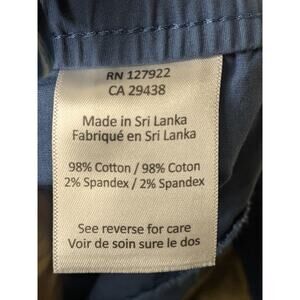 RN 127922
CA 29438
Made in Sri Lanka
Fabriqué en Sri Lanka
98% Cotton / 98% Coton
2% Spandex / 2% Spandex
See reverse for care
Voir de soin sure le dos